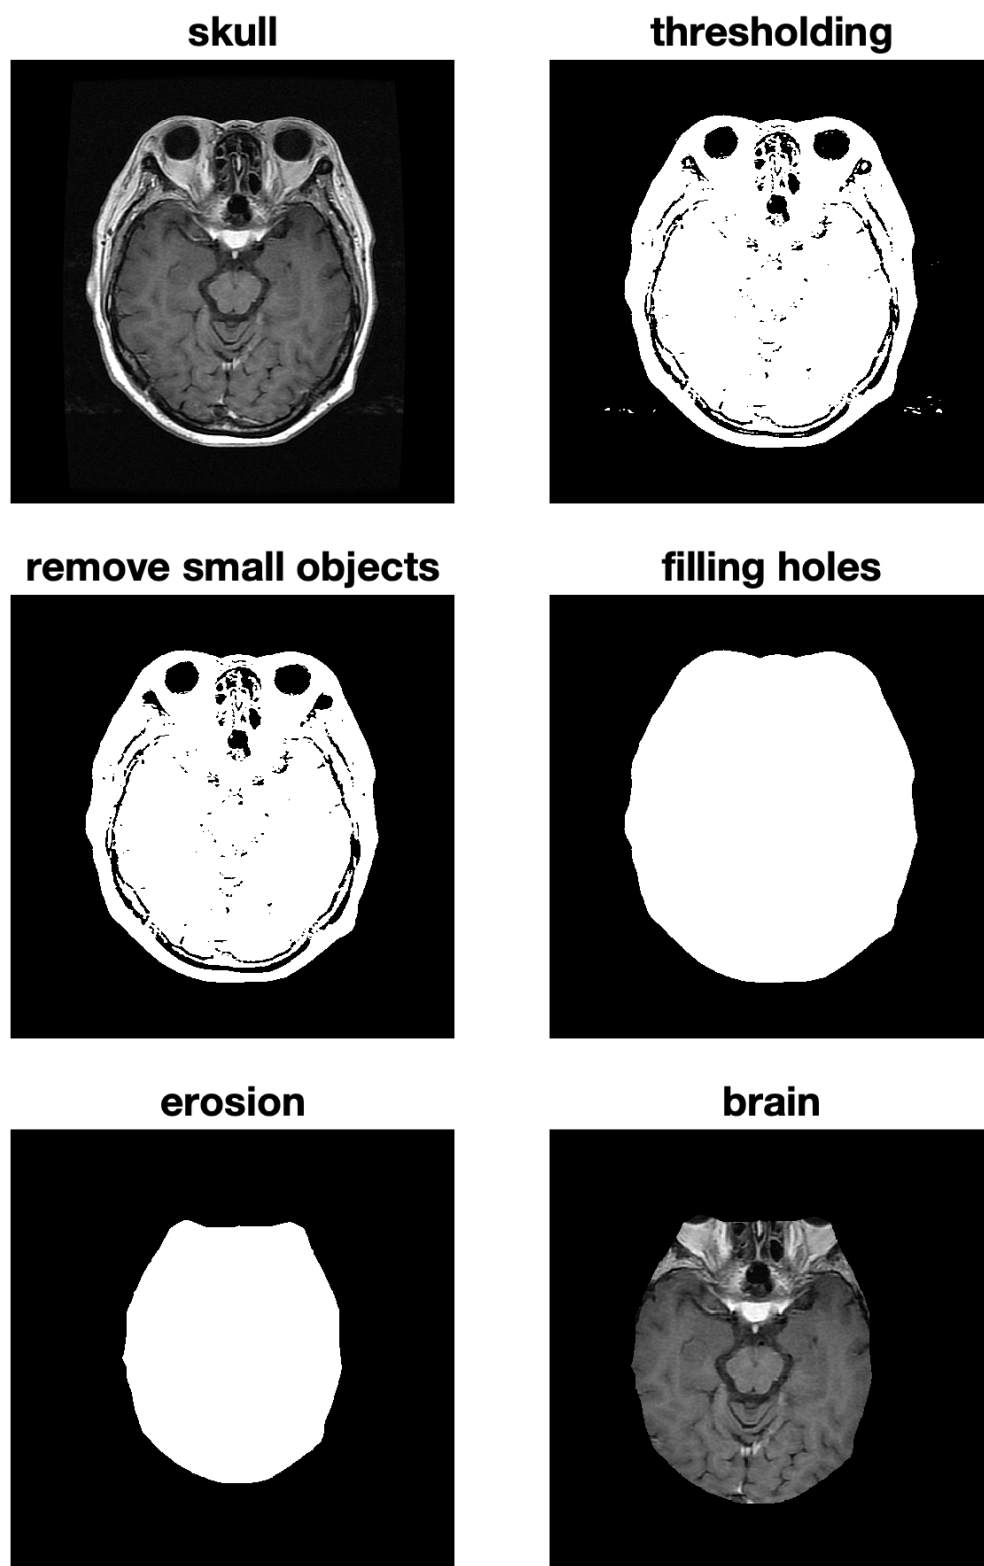 skull
thresholding
remove small objects
filling holes
erosion
brain